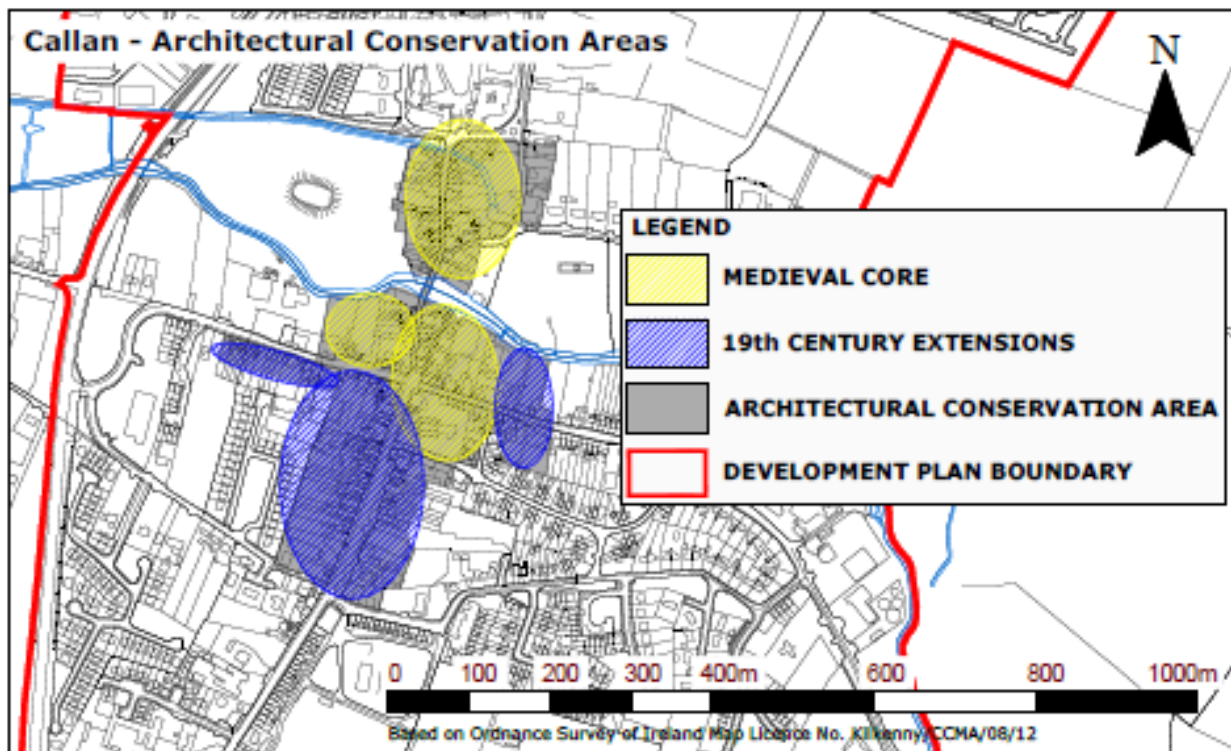 Callan - Architectural Conservation Areas
N
LEGEND
MEDIEVAL CORE
19th CENTURY EXTENSIONS
ARCHITECTURAL CONSERVATION AREA
DEVELOPMENT PLAN BOUNDARY
0 100 200 300 400m 600 800 1000m
Based on Ordnance Survey of Ireland Map Licence No. Kilkenny/CCMA/08/12